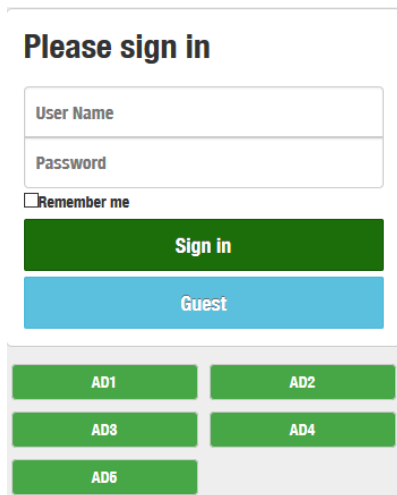 Please sign in
User Name
Password
Remember me
Sign in
Guest
AD1 AD2
AD3 AD4
AD5